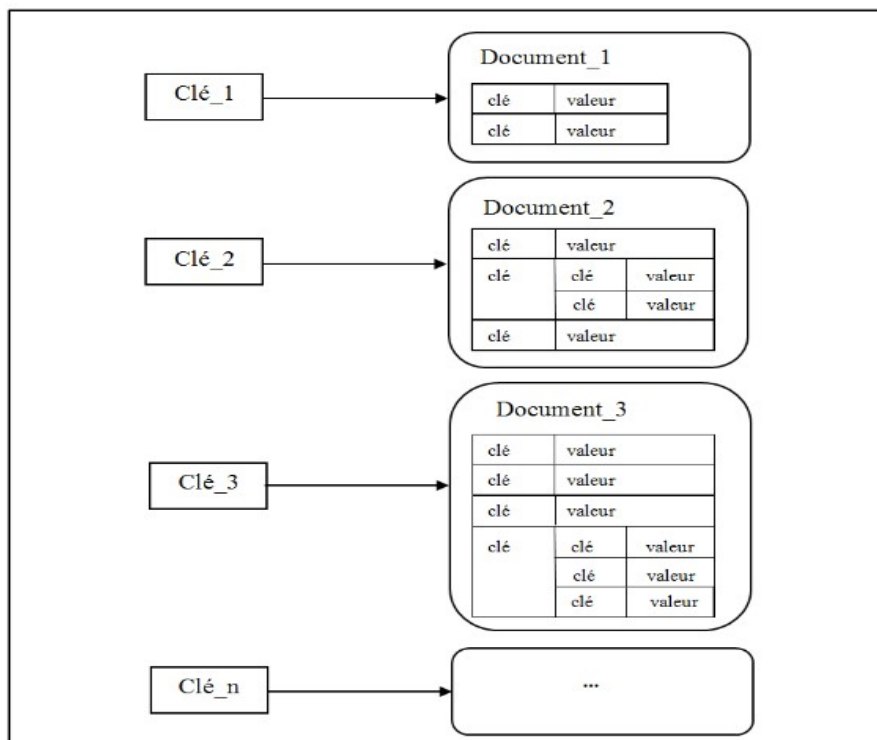 Document_1
Clé_1
clé valeur
clé valeur
Document_2
Clé_2
clé valeur
clé clé valeur
clé valeur
clé valeur
Document_3
Clé_3
clé valeur
clé valeur
clé valeur
clé clé valeur
clé valeur
clé valeur
Clé_n
...